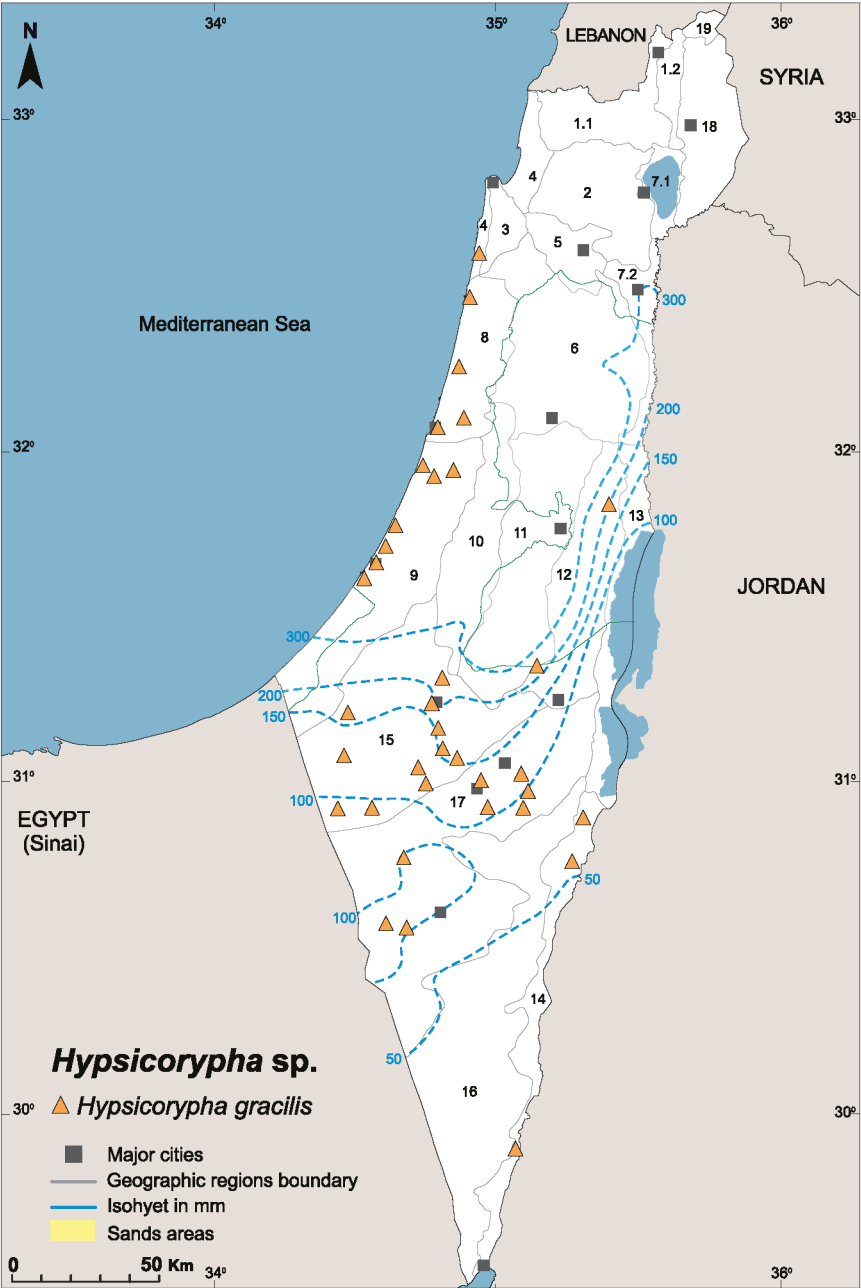 34º
35º
36º
N
LEBANON
19
1.2
SYRIA
33º
33º
1.1
18
4
7.1
2
4
3
5
7.2
300
Mediterranean Sea
8
6
200
32º
32º
150
13
100
10
11
9
12
JORDAN
300
200
150
15
31º
31º
100
17
EGYPT
(Sinai)
50
100
14
50
Hypsicorypha sp.
16
Hypsicorypha gracilis
30º
30º
Major cities
Geographic regions boundary
Isohyet in mm
Sands areas
0 50 Km
34º
36º